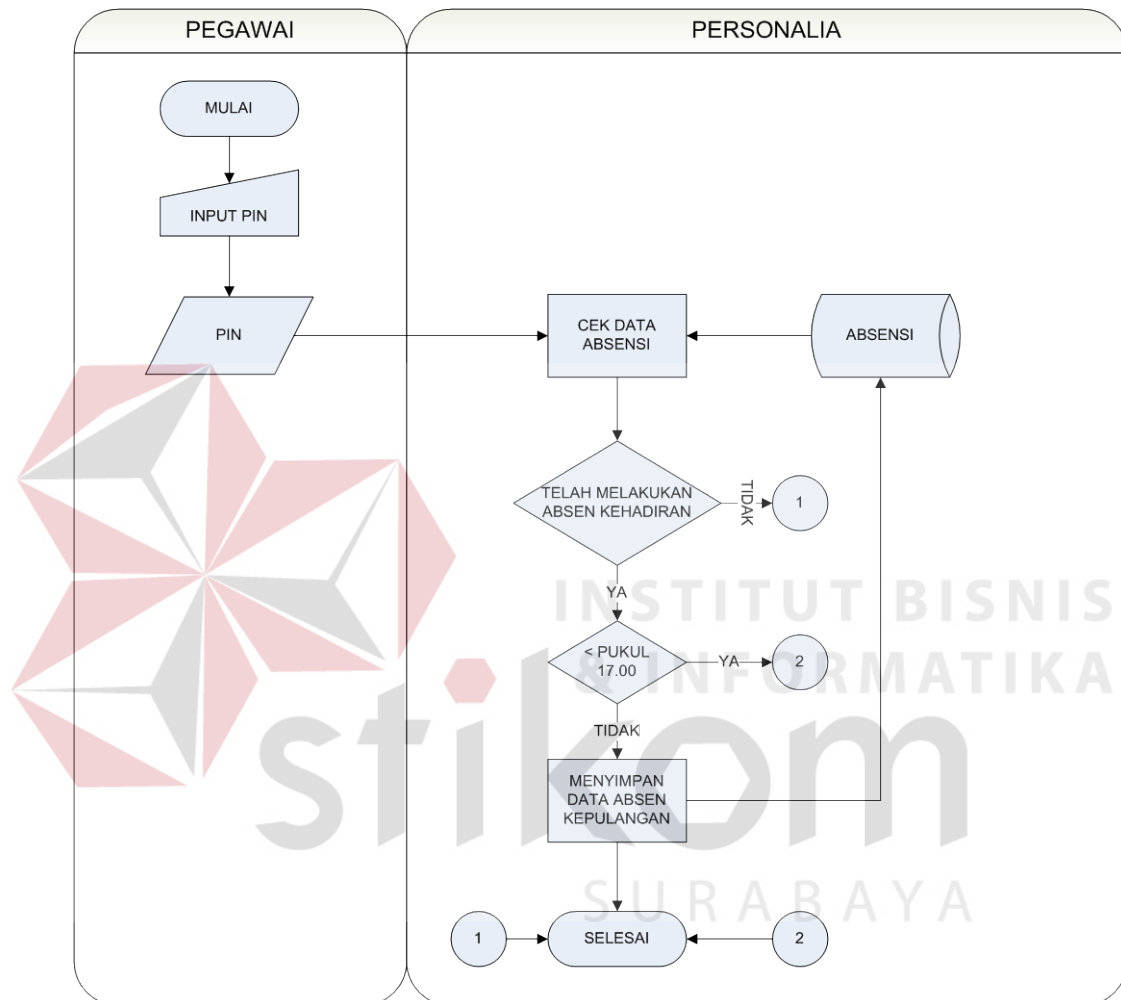 PEGAWAI
PERSONALIA
MULAI
INPUT PIN
PIN
CEK DATA
ABSENSI
ABSENSI
TELAH MELAKUKAN
ABSEN KEHADIRAN
TIDAK
1
YA
< PUKUL
17.00
YA
2
TIDAK
MENYIMPAN
DATA ABSEN
KEPULANGAN
1
SELESAI
2
INSTITUT BISNIS
& INFORMATIKA
stikom
SURABAYA